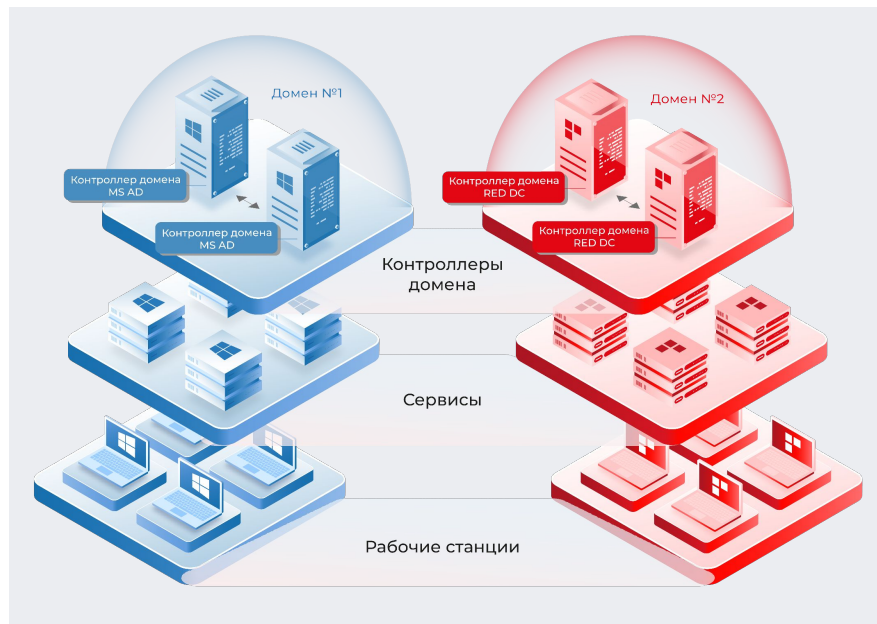 Домен №1
Домен №2
Контроллер домена
MS AD
Контроллер домена
RED DC
Контроллер домена
MS AD
Контроллер домена
RED DC
Контроллеры
домена
Сервисы
Рабочие станции